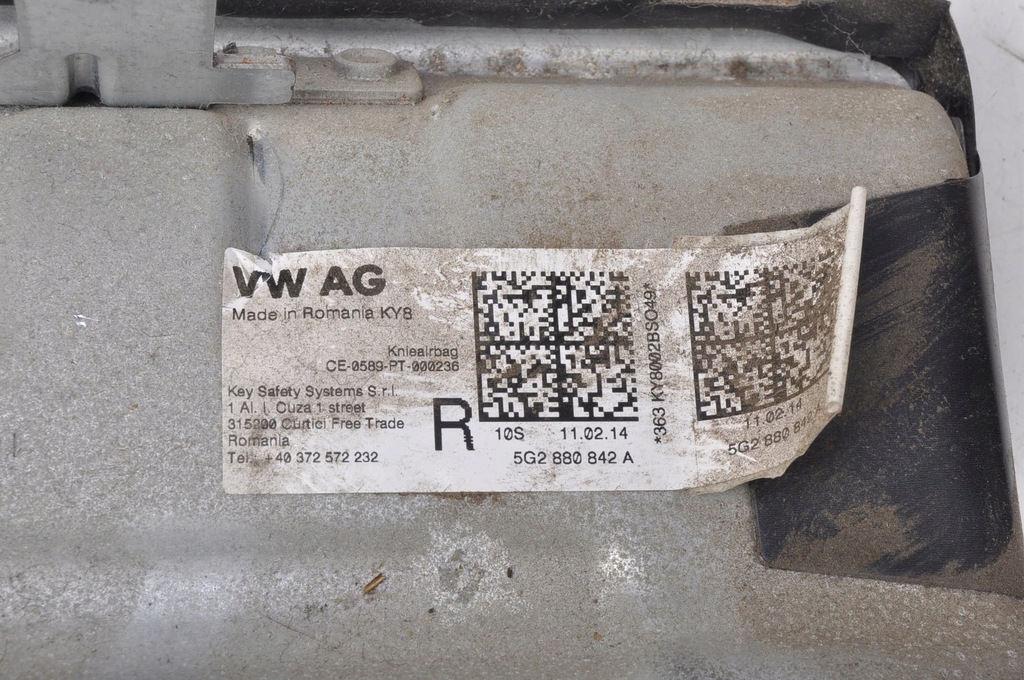 VW AG
Made in Romania KY8
Knieairbag
CE-0589-PT-000236
Key Safety Systems S.r.l.
1 Al. I. Cuza 1 street
315200 Curtici Free Trade
Romania
Tel.: +40 372 572 232
R
10S 11.02.14
5G2 880 842 A
*363 KY8002BSO49*
11.02.14
5G2 880 842 A